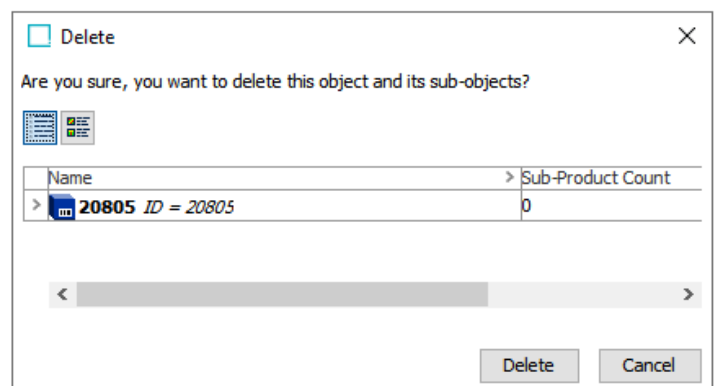 Delete
Are you sure, you want to delete this object and its sub-objects?
Name > Sub-Product Count
> 20805 ID = 20805 0
Delete Cancel